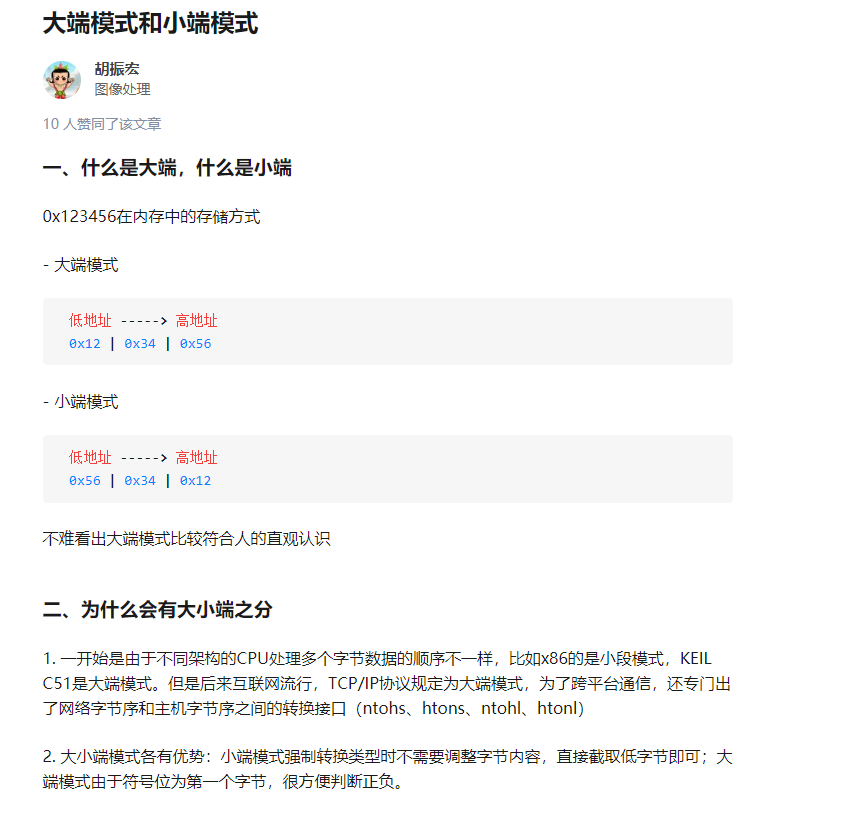 大端模式和小端模式
胡振宏
图像处理
10 人赞同了该文章
一、什么是大端，什么是小端
0x123456在内存中的存储方式
- 大端模式
低地址 -----> 高地址
0x12 | 0x34 | 0x56
- 小端模式
低地址 -----> 高地址
0x56 | 0x34 | 0x12
不难看出大端模式比较符合人的直观认识
二、为什么会有大小端之分
1. 一开始是由于不同架构的CPU处理多个字节数据的顺序不一样，比如x86的是小段模式，KEIL
C51是大端模式。但是后来互联网流行，TCP/IP协议规定为大端模式，为了跨平台通信，还专门出
了网络字节序和主机字节序之间的转换接口（ntohs、htons、ntohl、htonl）
2. 大小端模式各有优势：小端模式强制转换类型时不需要调整字节内容，直接截取低字节即可；大
端模式由于符号位为第一个字节，很方便判断正负。